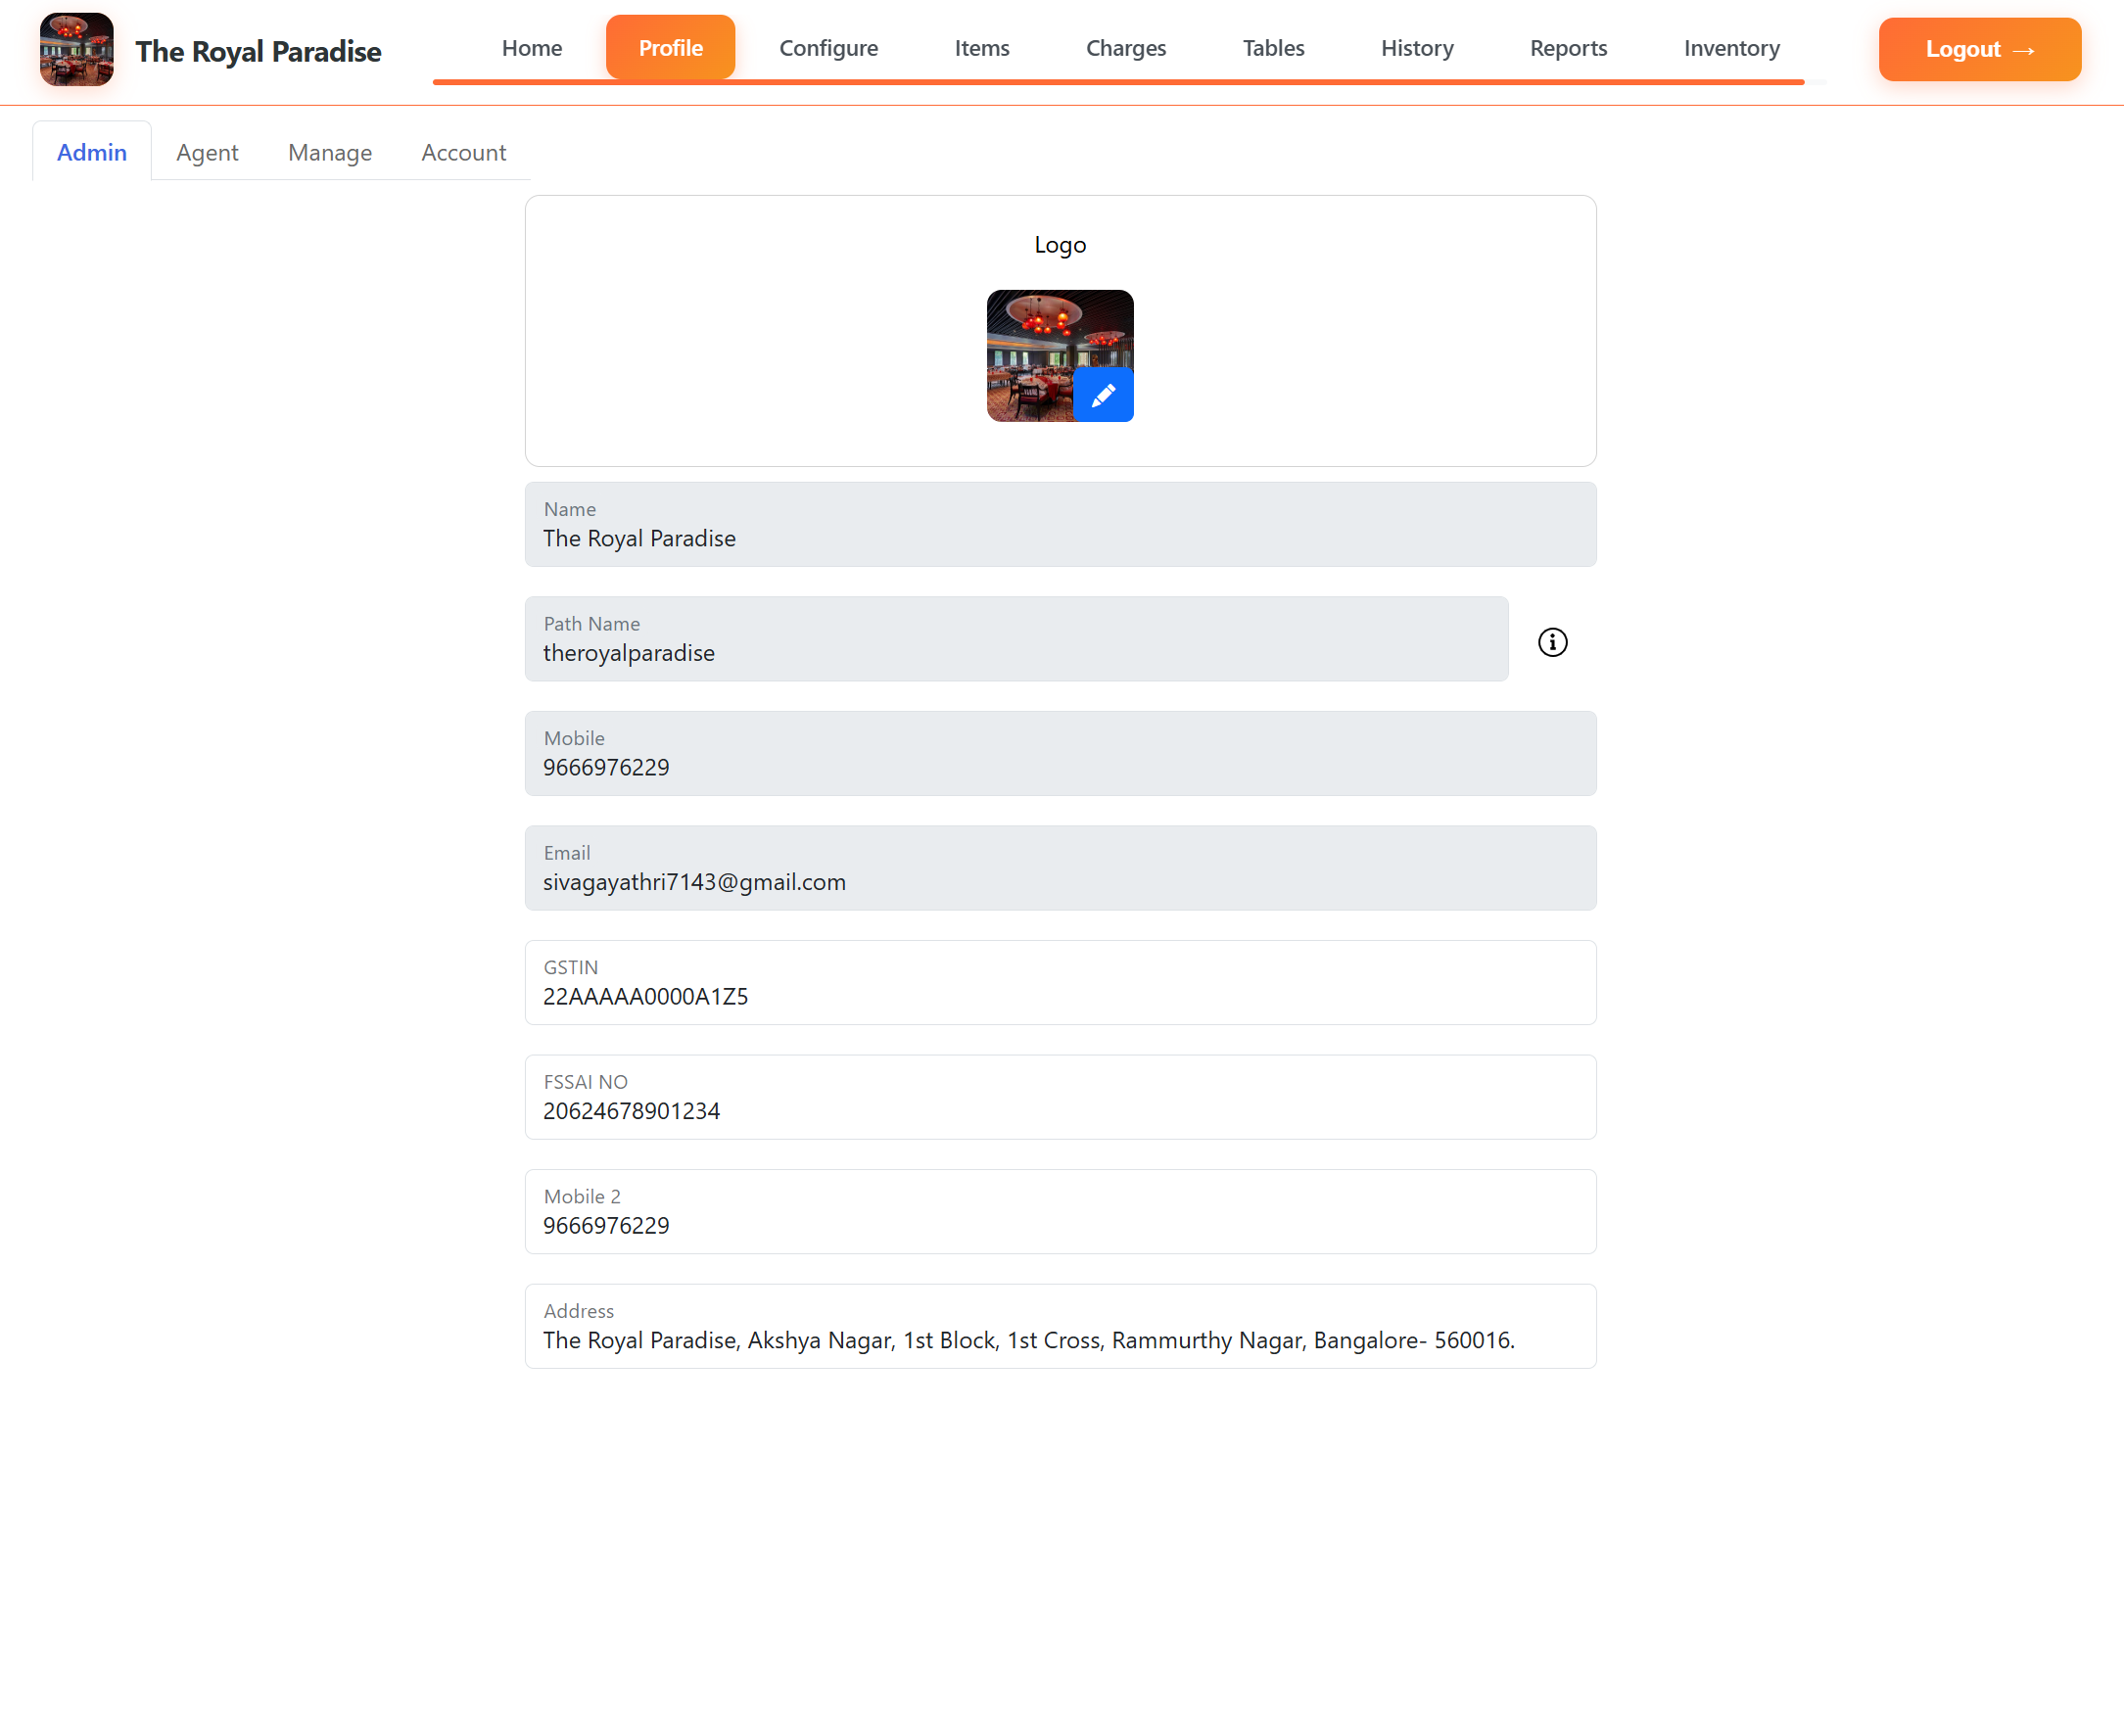 The Royal Paradise
Home
Profile
Configure
Items
Charges
Tables
History
Reports
Inventory
Logout →
Admin
Agent
Manage
Account
Logo
Name
The Royal Paradise
Path Name
theroyalparadise
Mobile
9666976229
Email
sivagayathri7143@gmail.com
GSTIN
22AAAAA0000A1Z5
FSSAI NO
20624678901234
Mobile 2
9666976229
Address
The Royal Paradise, Akshya Nagar, 1st Block, 1st Cross, Rammurthy Nagar, Bangalore- 560016.